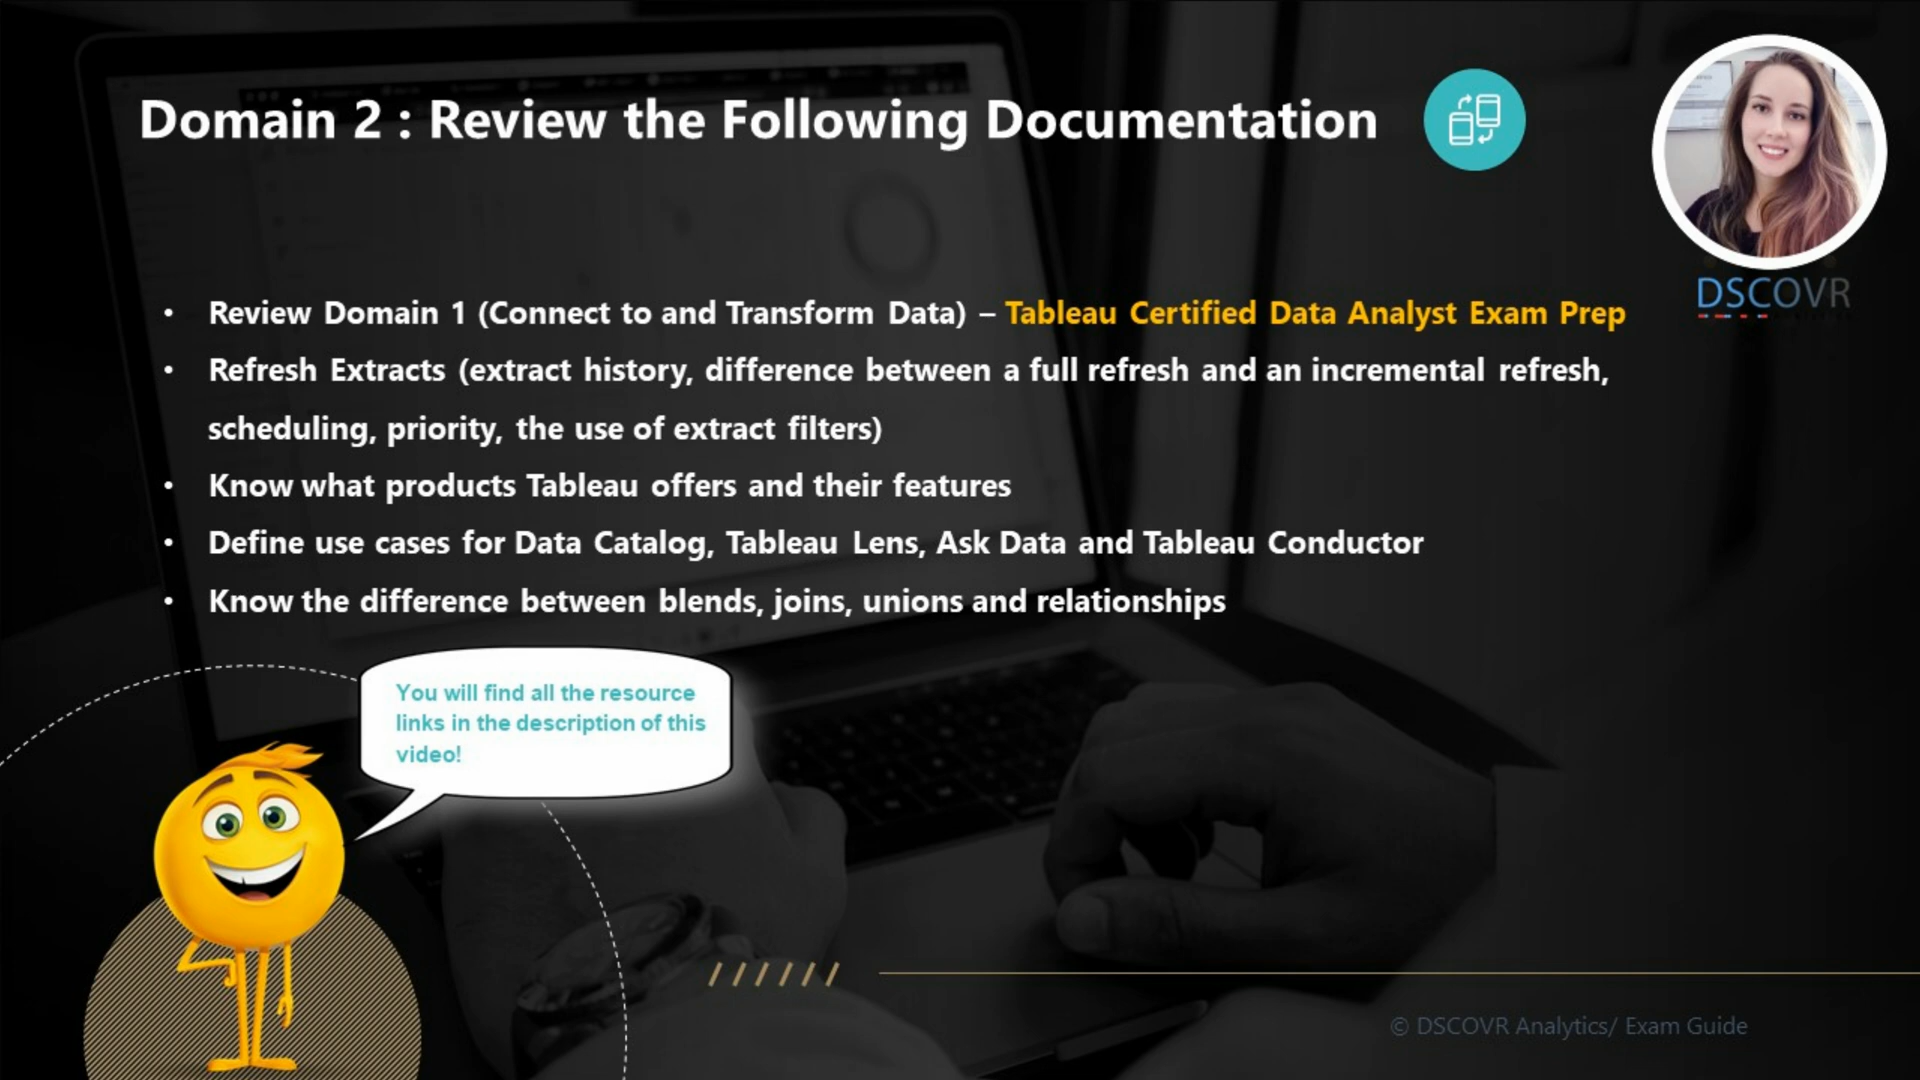 Domain 2 : Review the Following Documentation
DSCOVR
• Review Domain 1 (Connect to and Transform Data) – Tableau Certified Data Analyst Exam Prep
• Refresh Extracts (extract history, difference between a full refresh and an incremental refresh,
scheduling, priority, the use of extract filters)
• Know what products Tableau offers and their features
• Define use cases for Data Catalog, Tableau Lens, Ask Data and Tableau Conductor
• Know the difference between blends, joins, unions and relationships
You will find all the resource
links in the description of this
video!
© DSCOVR Analytics/ Exam Guide